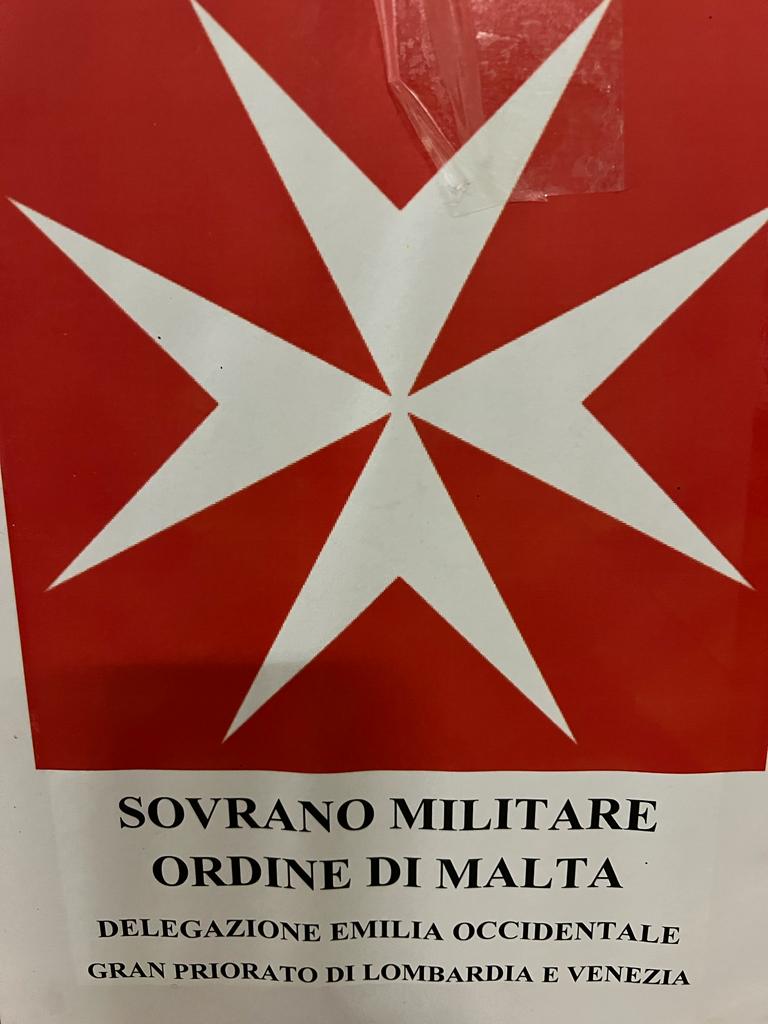 SOVRANO MILITARE
ORDINE DI MALTA
DELEGAZIONE EMILIA OCCIDENTALE
GRAN PRIORATO DI LOMBARDIA E VENEZIA